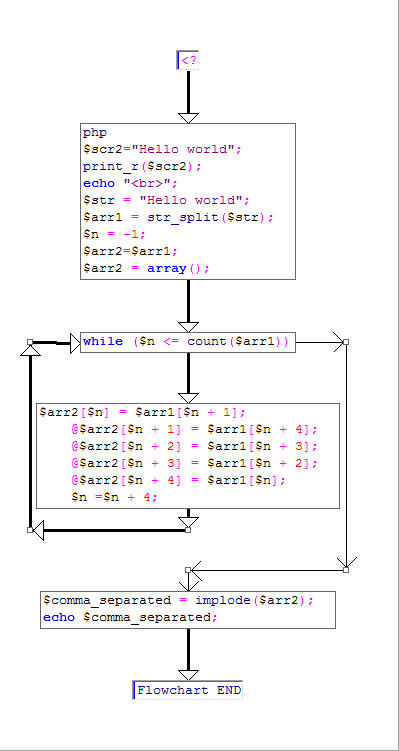 <?
php
$scr2="Hello world";
print_r($scr2);
echo "<br>";
$str = "Hello world";
$arr1 = str_split($str);
$n = -1;
$arr2=$arr1;
$arr2 = array();
while ($n <= count($arr1))
$arr2[$n] = $arr1[$n + 1];
@$arr2[$n + 1] = $arr1[$n + 4];
@$arr2[$n + 2] = $arr1[$n + 3];
@$arr2[$n + 3] = $arr1[$n + 2];
@$arr2[$n + 4] = $arr1[$n];
$n =$n + 4;
$comma_separated = implode($arr2);
echo $comma_separated;
Flowchart END